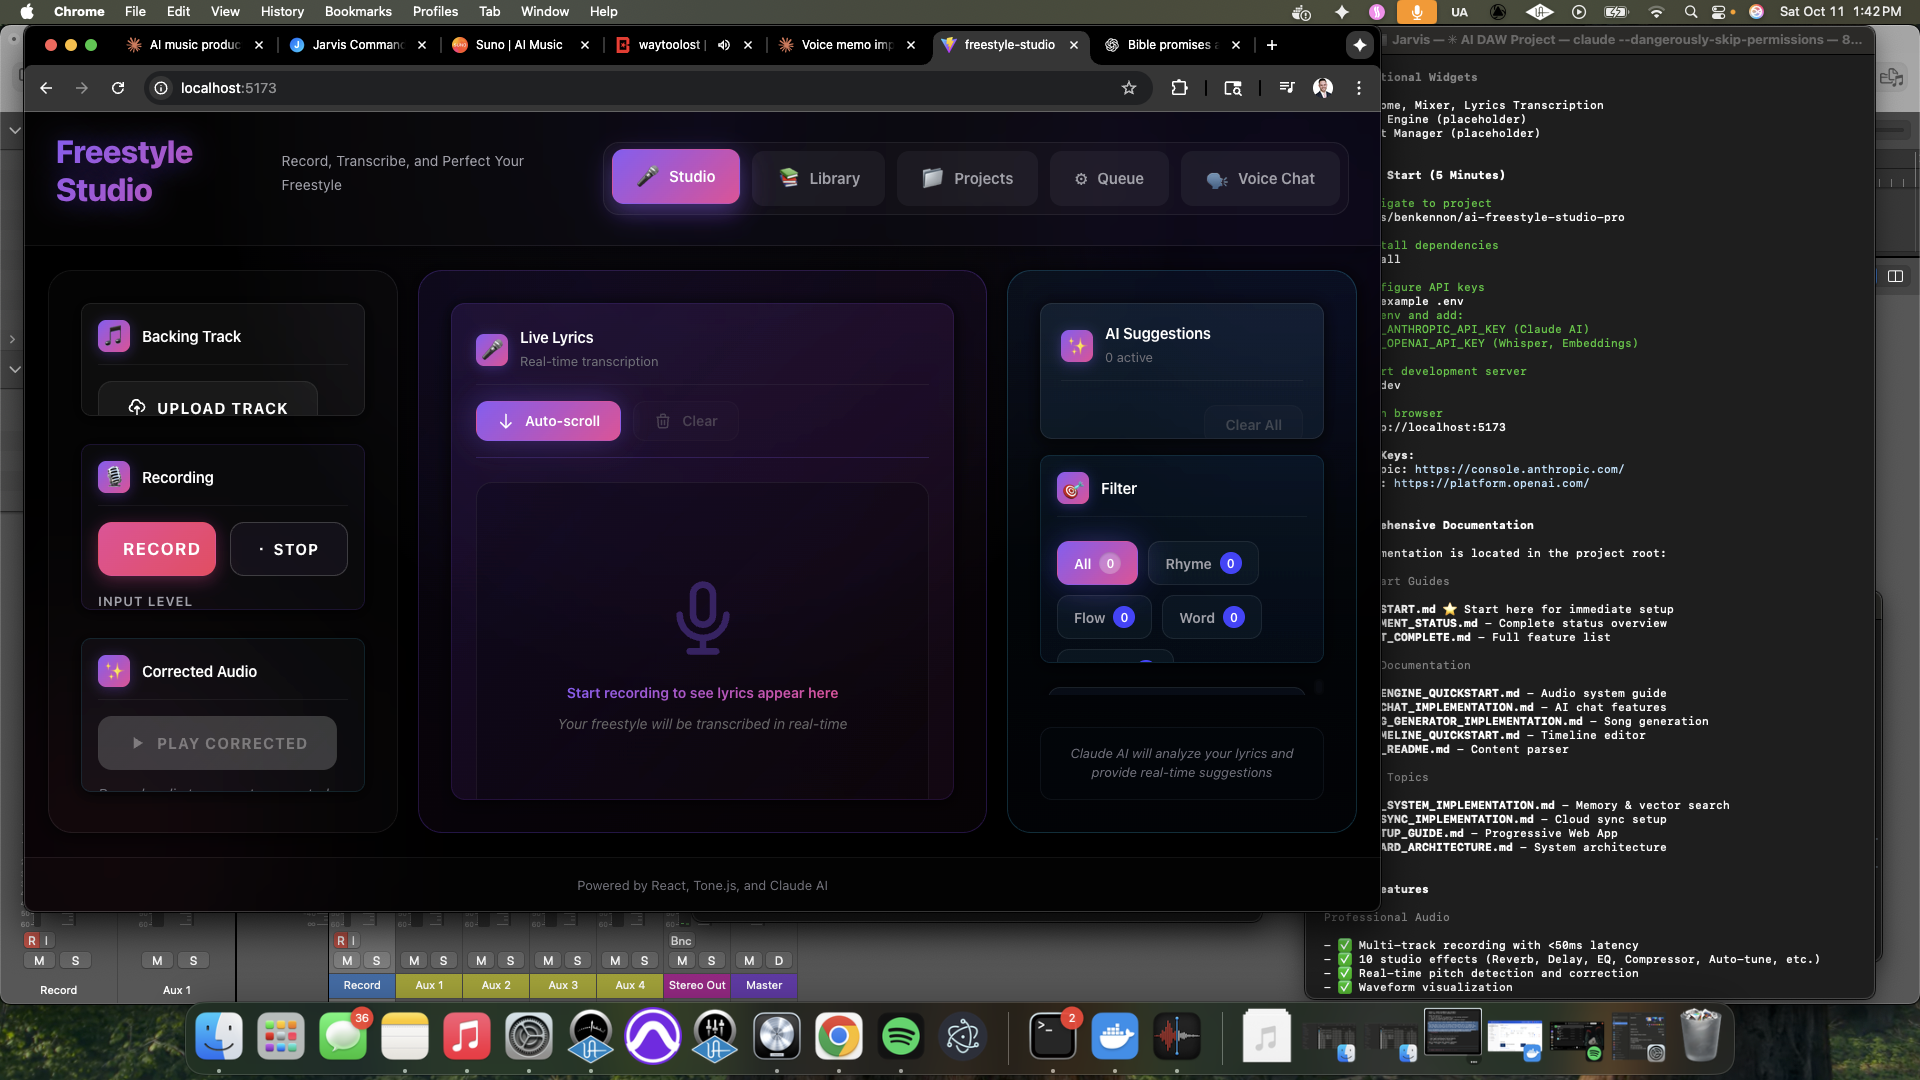 Chrome File Edit View History Bookmarks Profiles Tab Window Help
UA
Sat Oct 11 1:42 PM
AI music produc
Jarvis Comman
Suno | AI Music
waytoolost |
Voice memo imp
freestyle-studio
Bible promises a
localhost:5173
Freestyle
Studio
Record, Transcribe, and Perfect Your
Freestyle
Studio
Library
Projects
Queue
Voice Chat
Backing Track
UPLOAD TRACK
Recording
RECORD
STOP
INPUT LEVEL
Corrected Audio
PLAY CORRECTED
Live Lyrics
Real-time transcription
Auto-scroll
Clear
Start recording to see lyrics appear here
Your freestyle will be transcribed in real-time
AI Suggestions
0 active
Clear All
Filter
All 0
Rhyme 0
Flow 0
Word 0
Claude AI will analyze your lyrics and
provide real-time suggestions
Powered by React, Tone.js, and Claude AI
Jarvis — ✳ AI DAW Project — claude --dangerously-skip-permissions — 8...
tional Widgets
ome, Mixer, Lyrics Transcription
Engine (placeholder)
t Manager (placeholder)
Start (5 Minutes)
igate to project
s/benkennon/ai-freestyle-studio-pro
tall dependencies
all
figure API keys
example .env
env and add:
_ANTHROPIC_API_KEY (Claude AI)
_OPENAI_API_KEY (Whisper, Embeddings)
rt development server
dev
n browser
p://localhost:5173
Keys:
pic: https://console.anthropic.com/
: https://platform.openai.com/
ehensive Documentation
mentation is located in the project root:
art Guides
START.md ⭐ Start here for immediate setup
MENT_STATUS.md – Complete status overview
T_COMPLETE.md – Full feature list
Documentation
ENGINE_QUICKSTART.md – Audio system guide
CHAT_IMPLEMENTATION.md – AI chat features
G_GENERATOR_IMPLEMENTATION.md – Song generation
MELINE_QUICKSTART.md – Timeline editor
_README.md – Content parser
Topics
_SYSTEM_IMPLEMENTATION.md – Memory & vector search
SYNC_IMPLEMENTATION.md – Cloud sync setup
TUP_GUIDE.md – Progressive Web App
ARD_ARCHITECTURE.md – System architecture
eatures
Professional Audio
– ✅ Multi-track recording with <50ms latency
– ✅ 10 studio effects (Reverb, Delay, EQ, Compressor, Auto-tune, etc.)
– ✅ Real-time pitch detection and correction
– ✅ Waveform visualization
R I
R I
Bnc
M S
M S
M S
M S
M S
M S
M S
M S
M D
Record
Aux 1
Record
Aux 1
Aux 2
Aux 3
Aux 4
Stereo Out
Master
36
2